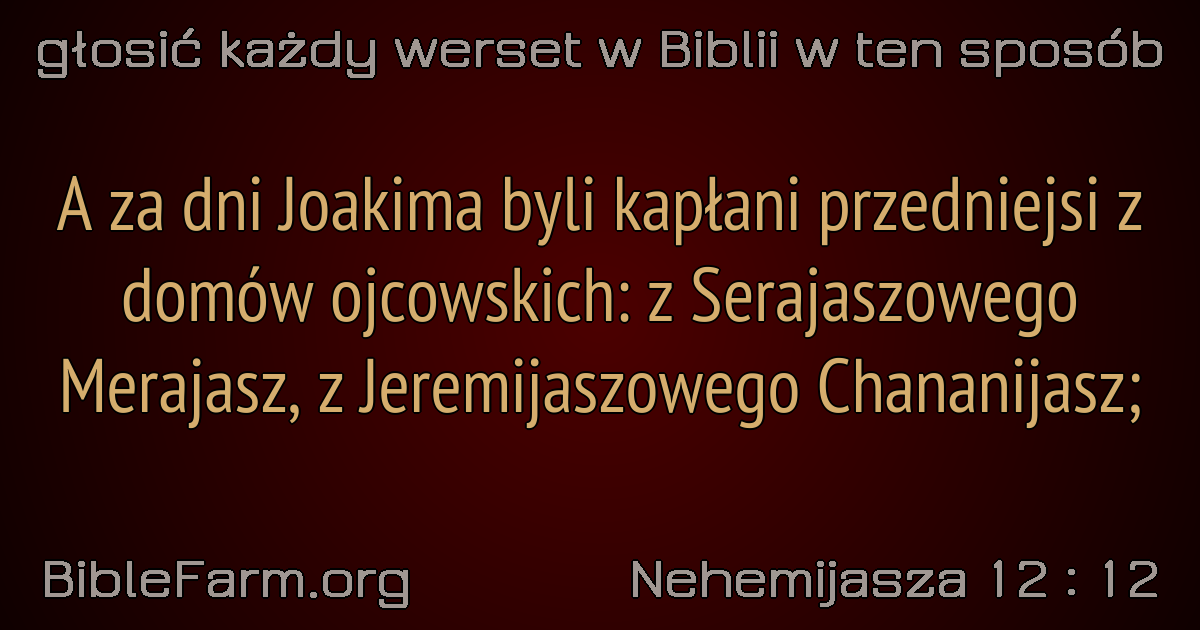 głosić każdy werset w Biblii w ten sposób
A za dni Joakima byli kapłani przedniejsi z
domów ojcowskich: z Serajaszowego
Merajasz, z Jeremijaszowego Chananijasz;
BibleFarm.org
Nehemijasza 12 : 12